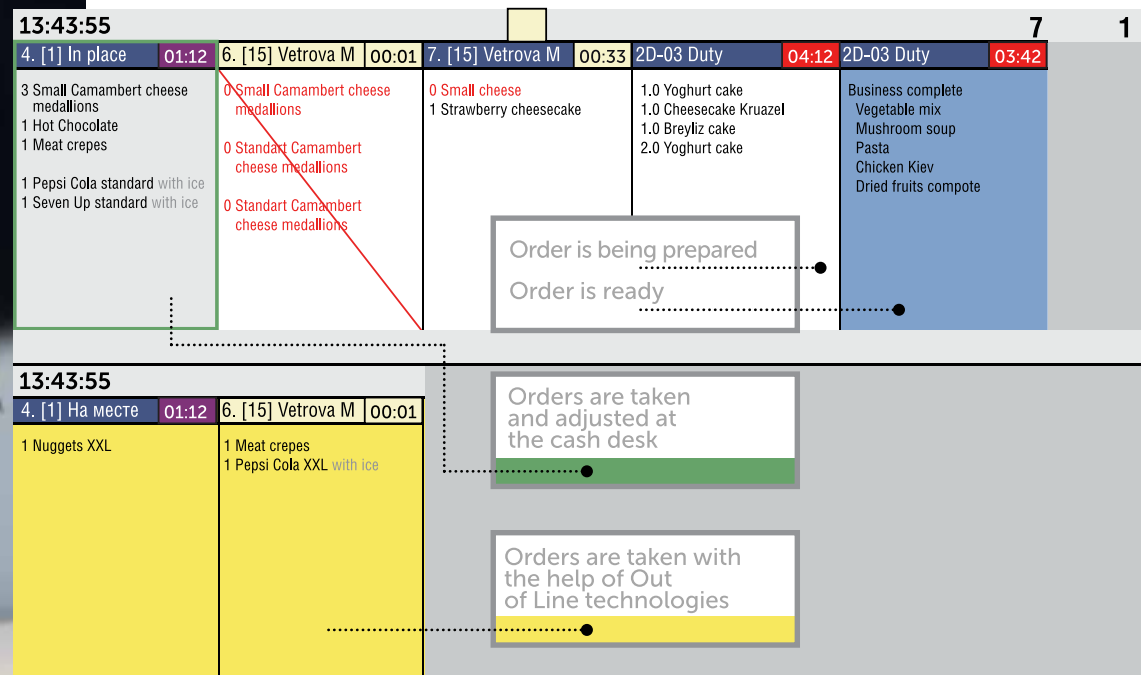 13:43:55
7
1
4. [1] In place
01:12
6. [15] Vetrova M
00:01
7. [15] Vetrova M
00:33
2D-03 Duty
04:12
2D-03 Duty
03:42
3 Small Camambert cheese
medallions
1 Hot Chocolate
1 Meat crepes
1 Pepsi Cola standard with ice
1 Seven Up standard with ice
0 Small Camambert cheese
medallions
0 Standart Camambert
cheese medallions
0 Standart Camambert
cheese medallions
0 Small cheese
1 Strawberry cheesecake
1.0 Yoghurt cake
1.0 Cheesecake Kruazel
1.0 Breyliz cake
2.0 Yoghurt cake
Business complete
Vegetable mix
Mushroom soup
Pasta
Chicken Kiev
Dried fruits compote
Order is being prepared
Order is ready
13:43:55
4. [1] На месте
01:12
6. [15] Vetrova M
00:01
1 Nuggets XXL
1 Meat crepes
1 Pepsi Cola XXL with ice
Orders are taken
and adjusted at
the cash desk
Orders are taken with
the help of Out
of Line technologies